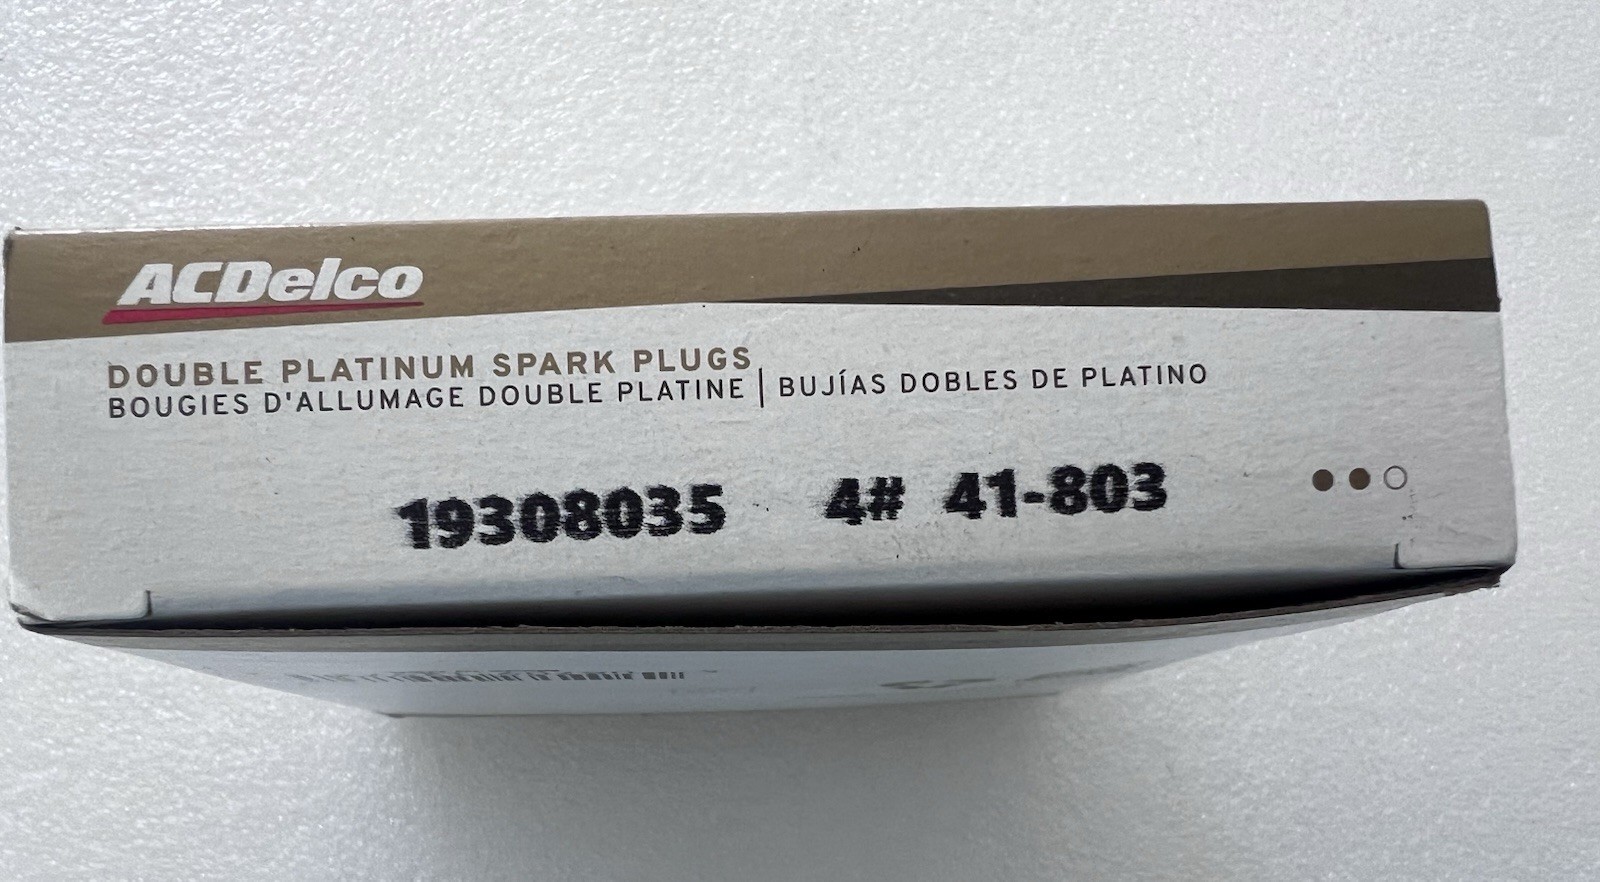 ACDelco
DOUBLE PLATINUM SPARK PLUGS
BOUGIES D'ALLUMAGE DOUBLE PLATINE | BUJÍAS DOBLES DE PLATINO
19308035 4# 41-803